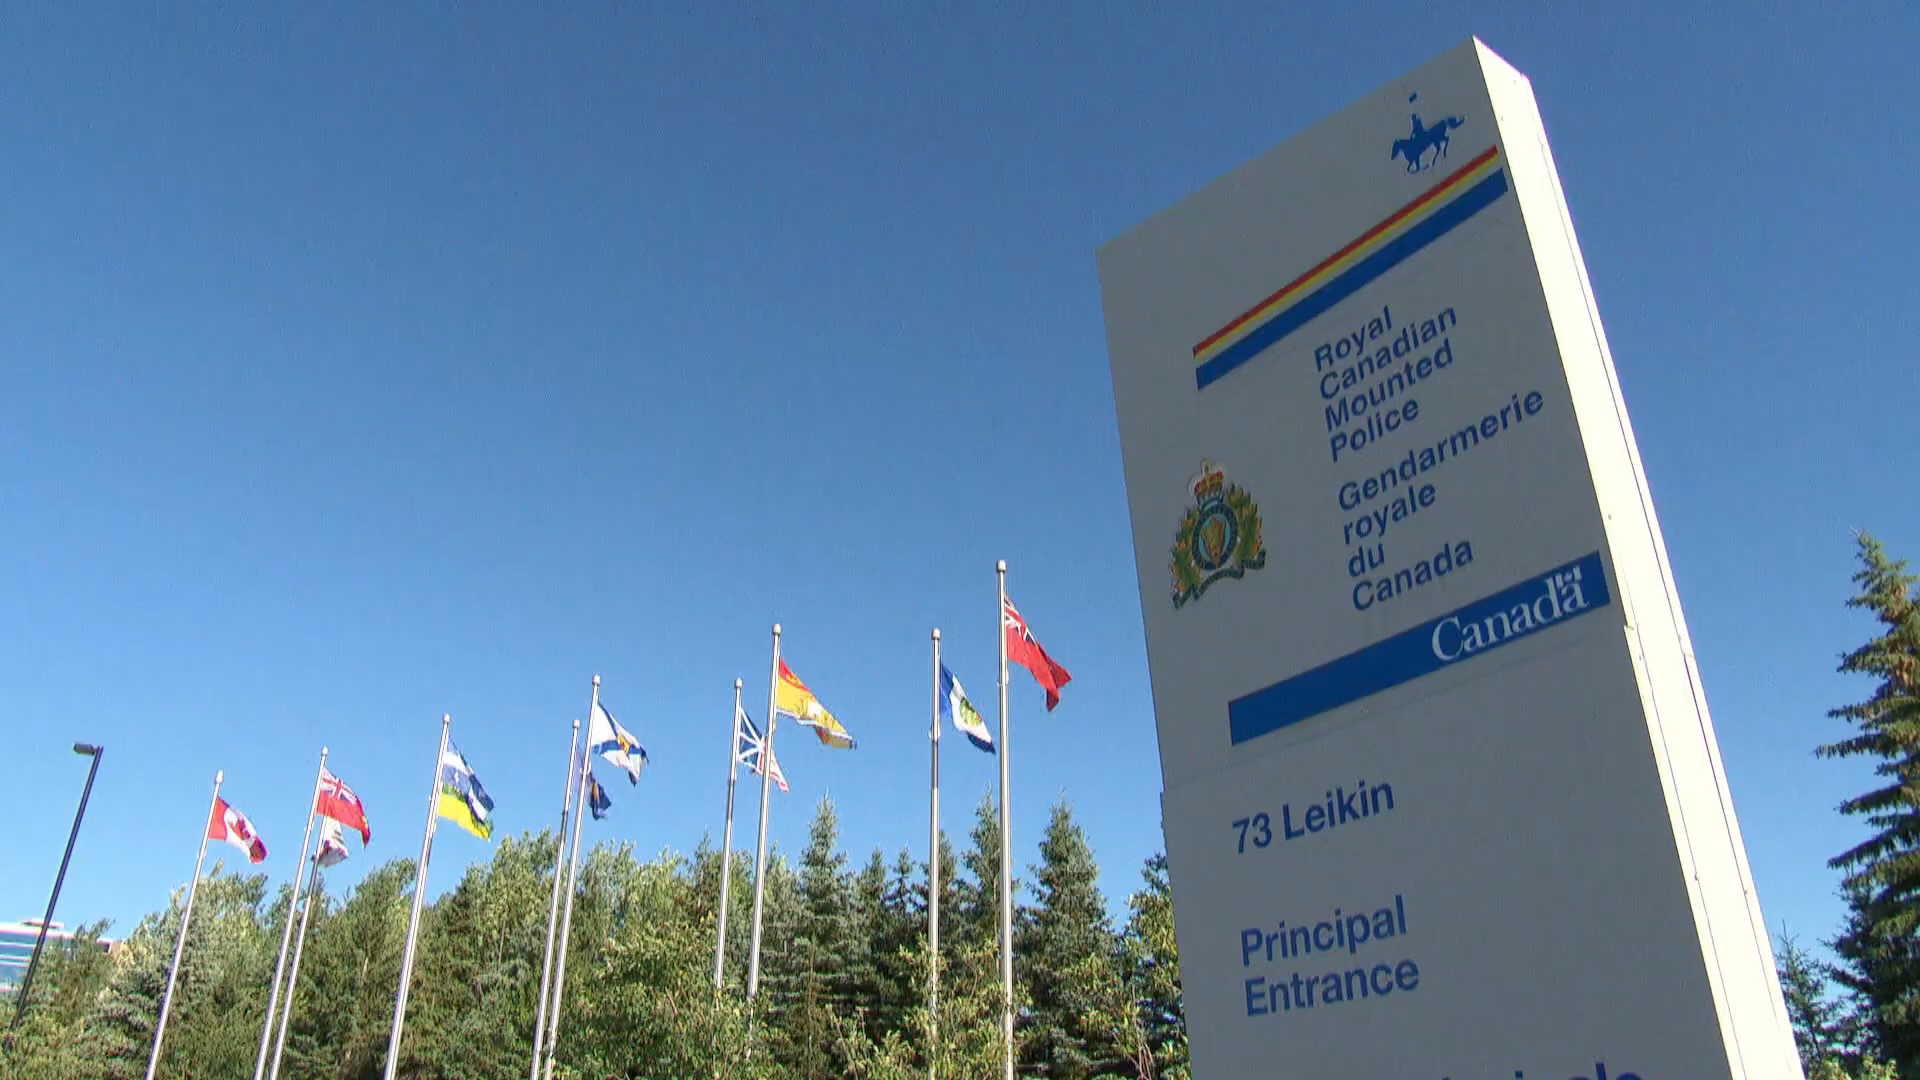 Royal
Canadian
Mounted
Police
Gendarmerie
royale
du
Canada
Canada
73 Leikin
Principal
Entrance